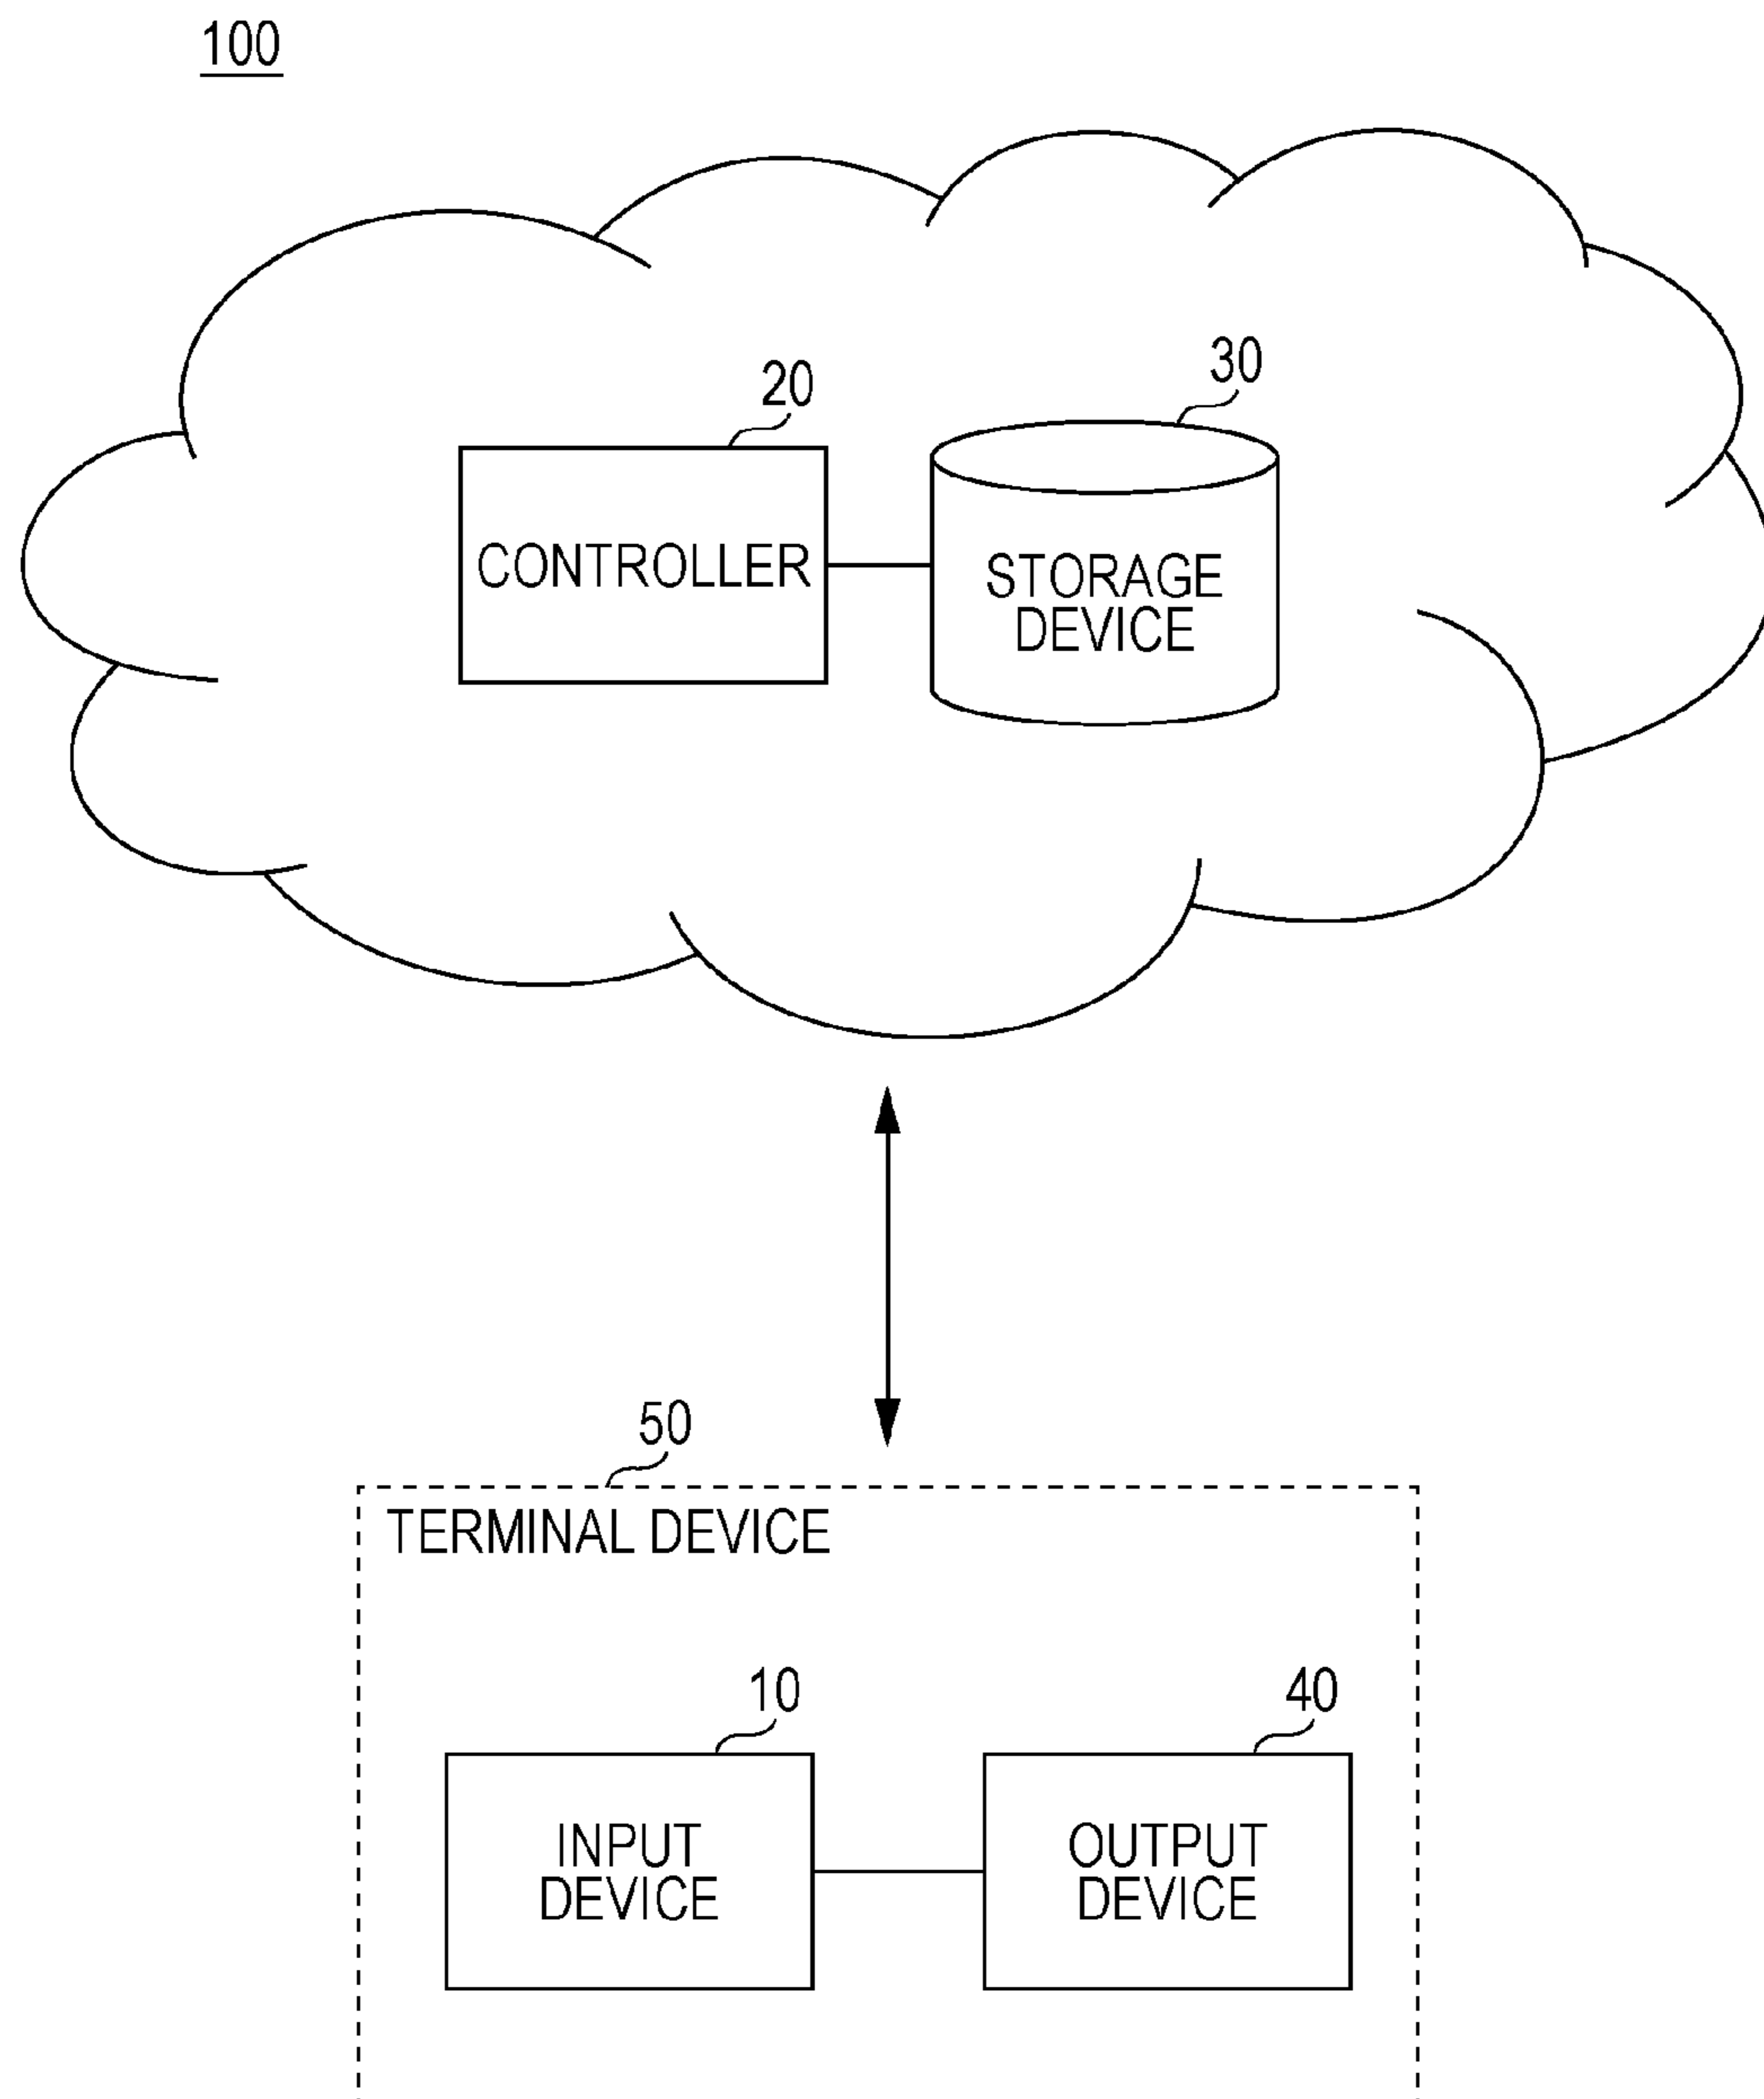 100
20
30
CONTROLLER
STORAGE
DEVICE
50
TERMINAL DEVICE
10
40
INPUT
DEVICE
OUTPUT
DEVICE